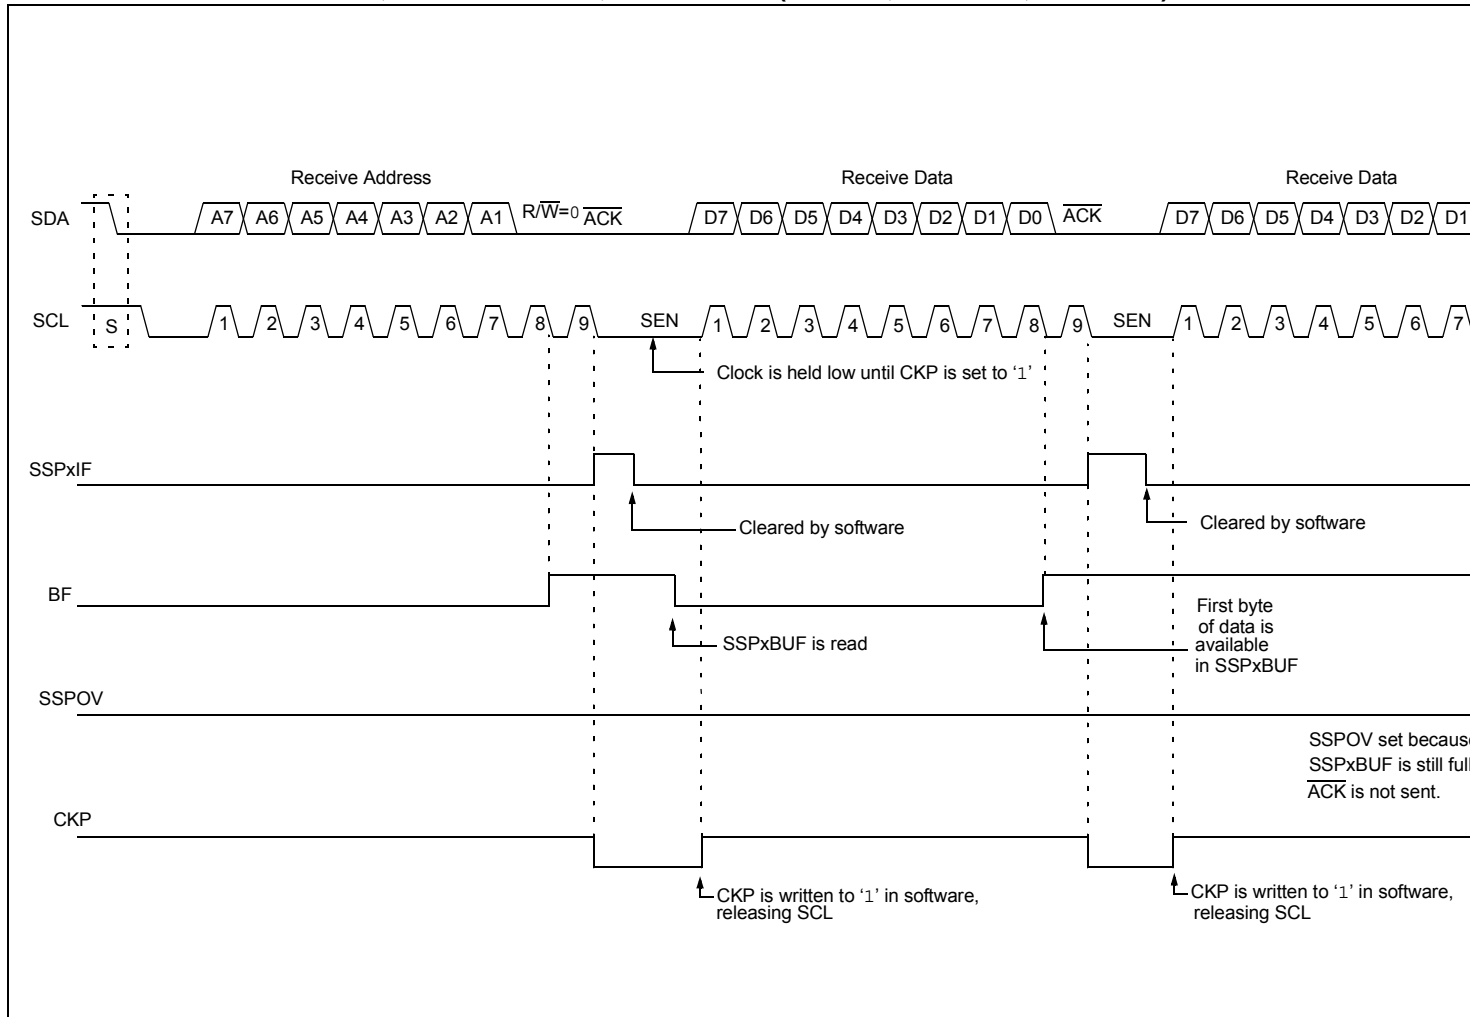 Receive Address
Receive Data
Receive Data
SDA
A7 A6 A5 A4 A3 A2 A1 R/W̅=0 A̅C̅K̅
D7 D6 D5 D4 D3 D2 D1 D0 A̅C̅K̅
D7 D6 D5 D4 D3 D2 D1
SCL
S
1 2 3 4 5 6 7 8 9 SEN
1 2 3 4 5 6 7 8 9 SEN
1 2 3 4 5 6 7
Clock is held low until CKP is set to ‘1’
SSPxIF
Cleared by software
Cleared by software
BF
SSPxBUF is read
First byte
of data is
available
in SSPxBUF
SSPOV
SSPOV set because
SSPxBUF is still full
A̅C̅K̅ is not sent.
CKP
CKP is written to ‘1’ in software,
releasing SCL
CKP is written to ‘1’ in software,
releasing SCL